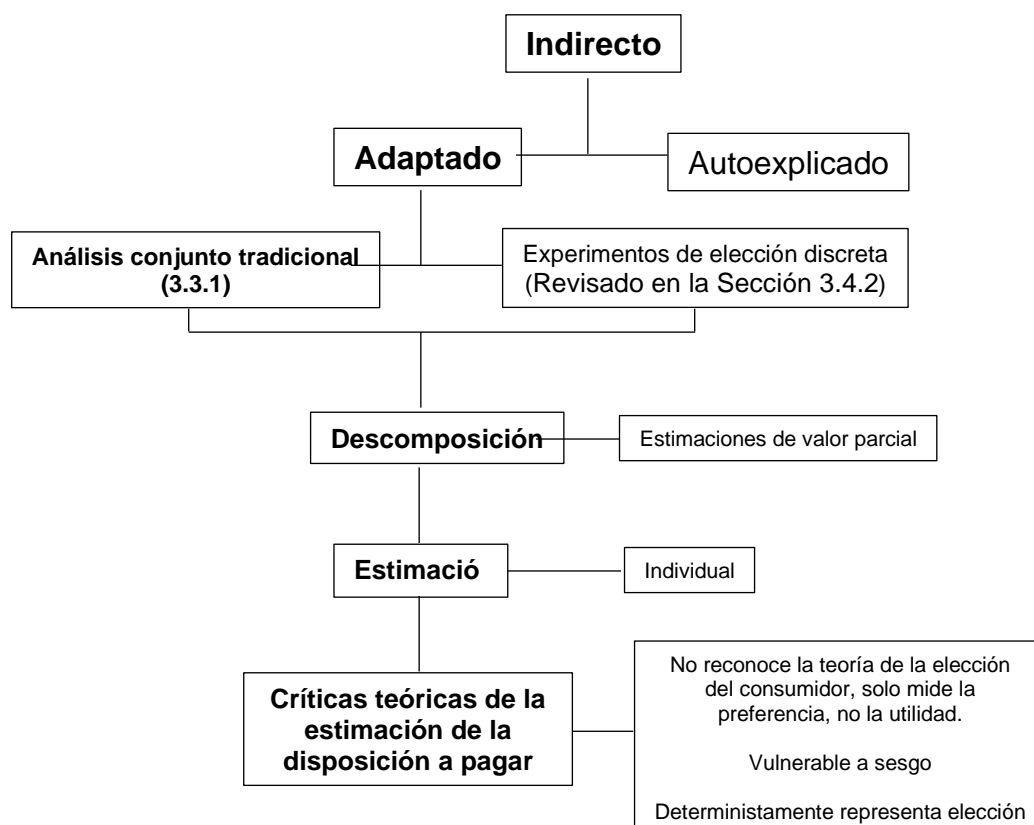 Indirecto
Adaptado
Autoexplicado
Análisis conjunto tradicional
(3.3.1)
Experimentos de elección discreta
(Revisado en la Sección 3.4.2)
Descomposición
Estimaciones de valor parcial
Estimació
Individual
Críticas teóricas de la
estimación de la
disposición a pagar
No reconoce la teoría de la elección
del consumidor, solo mide la
preferencia, no la utilidad.
Vulnerable a sesgo
Deterministamente representa elección